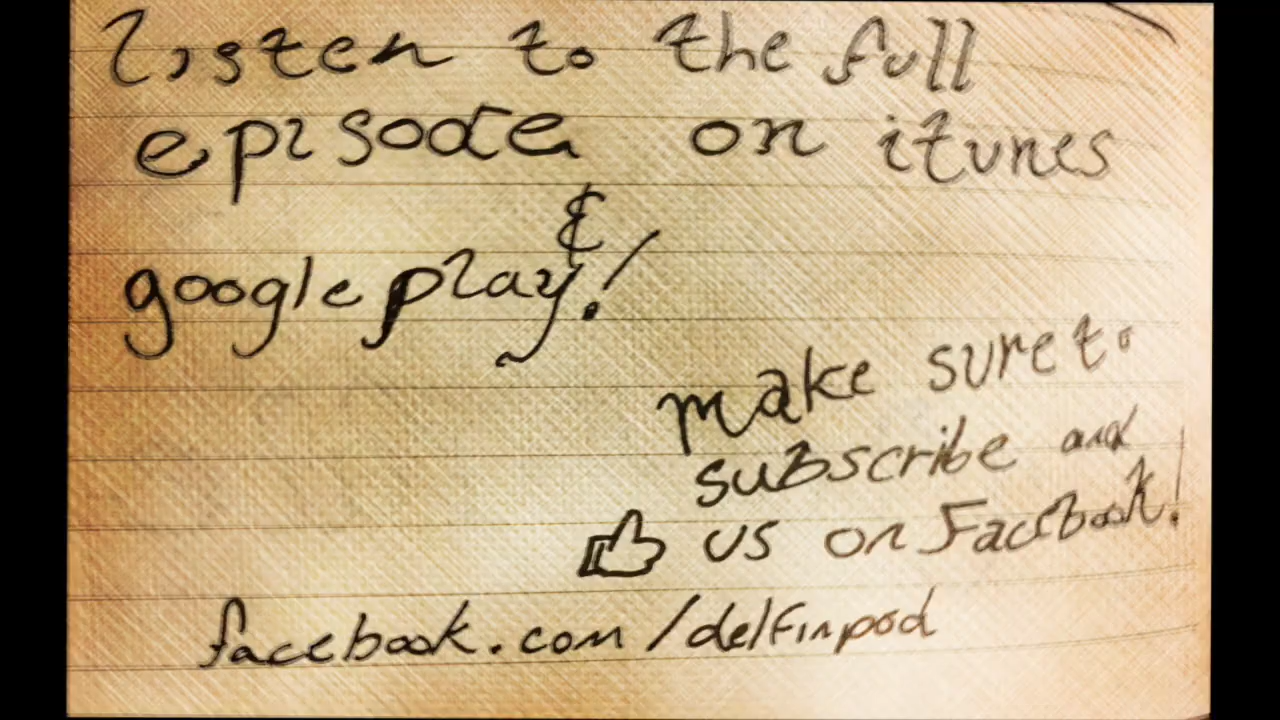 listen to the full
episode on itunes
&
google play!
make sure to
subscribe and
us on Facebook!
facebook.com/delfinpod